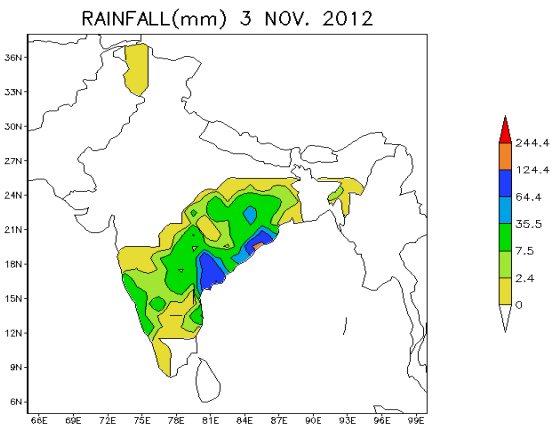 RAINFALL(mm) 3 NOV. 2012
36N
33N
30N
27N
24N
21N
18N
15N
12N
9N
6N
66E 69E 72E 75E 78E 81E 84E 87E 90E 93E 96E 99E
244.4
124.4
64.4
35.5
7.5
2.4
0